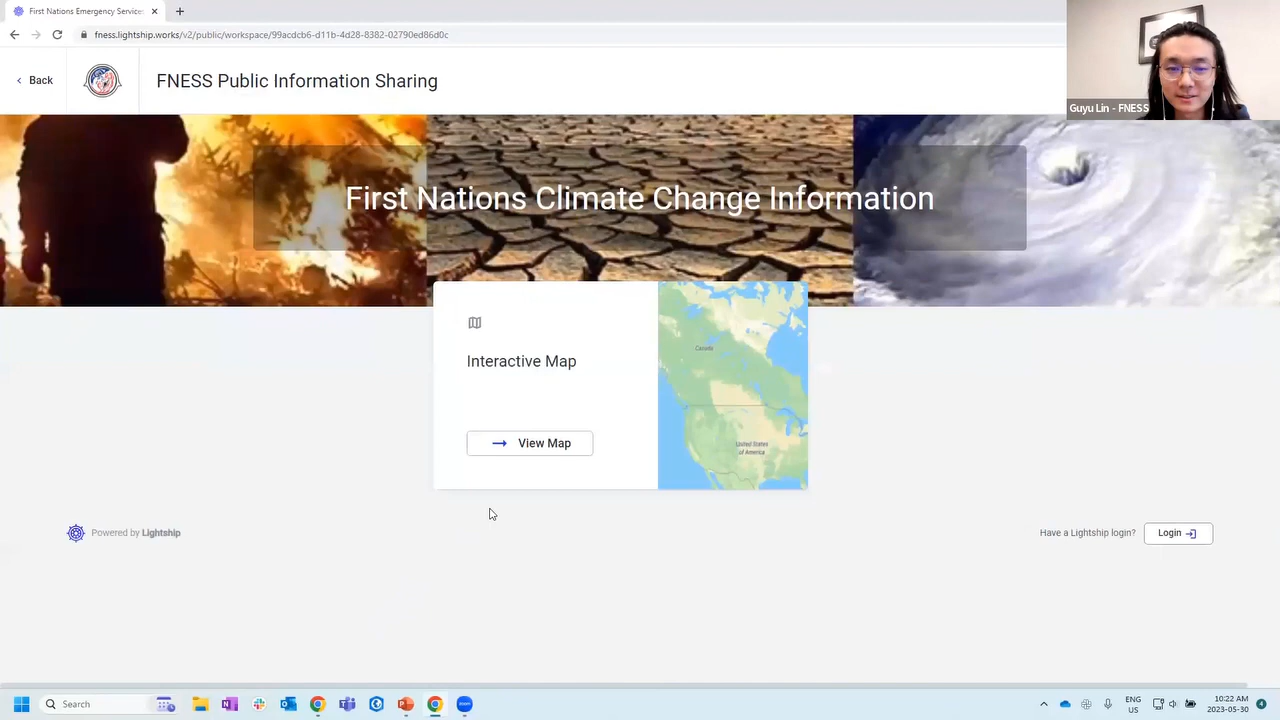 First Nations Emergency Service
fness.lightship.works/v2/public/workspace/99acdcb6-d11b-4d28-8382-02790ed86d0c
Back
FNESS Public Information Sharing
Guyu Lin - FNESS
First Nations Climate Change Information
Interactive Map
View Map
Canada
United States
of America
Powered by Lightship
Have a Lightship login?
Login
Search
ENG
US
10:22 AM
2023-05-30
4